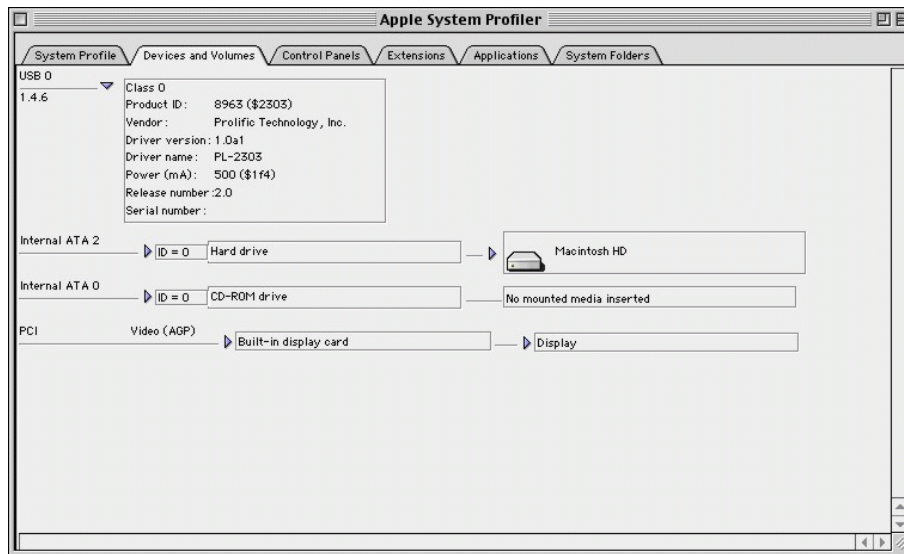 Apple System Profiler
System Profile Devices and Volumes Control Panels Extensions Applications System Folders
USB 0
1.4.6
Class 0
Product ID: 8963 ($2303)
Vendor: Prolific Technology, Inc.
Driver version: 1.0a1
Driver name: PL-2303
Power (mA): 500 ($1f4)
Release number:2.0
Serial number:
Internal ATA 2 ID = 0 Hard drive Macintosh HD
Internal ATA 0 ID = 0 CD-ROM drive No mounted media inserted
PCI Video (AGP) Built-in display card Display